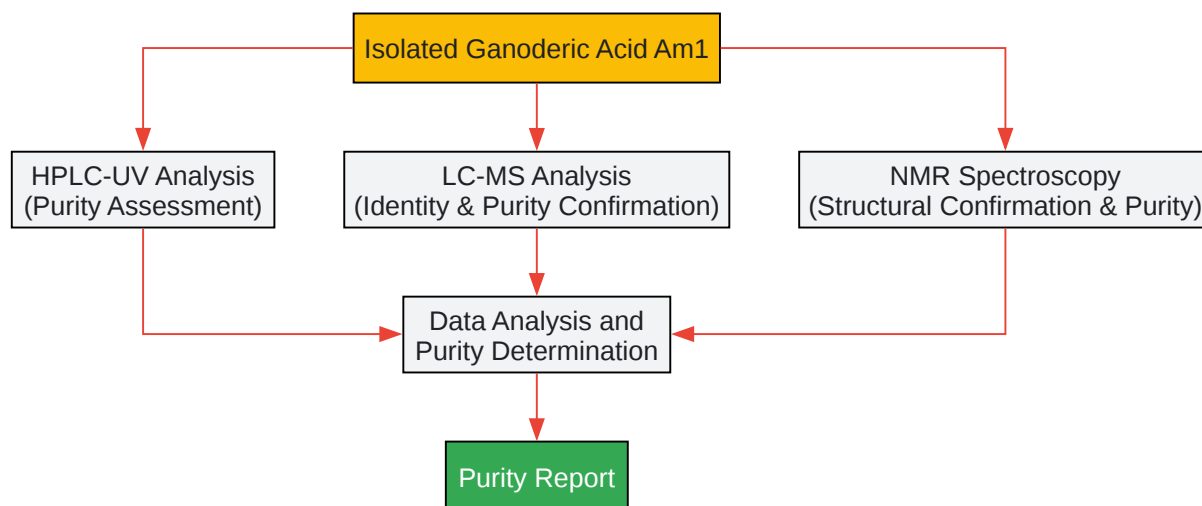 Isolated Ganoderic Acid Am1
HPLC-UV Analysis
(Purity Assessment)
LC-MS Analysis
(Identity & Purity Confirmation)
NMR Spectroscopy
(Structural Confirmation & Purity)
Data Analysis and
Purity Determination
Purity Report